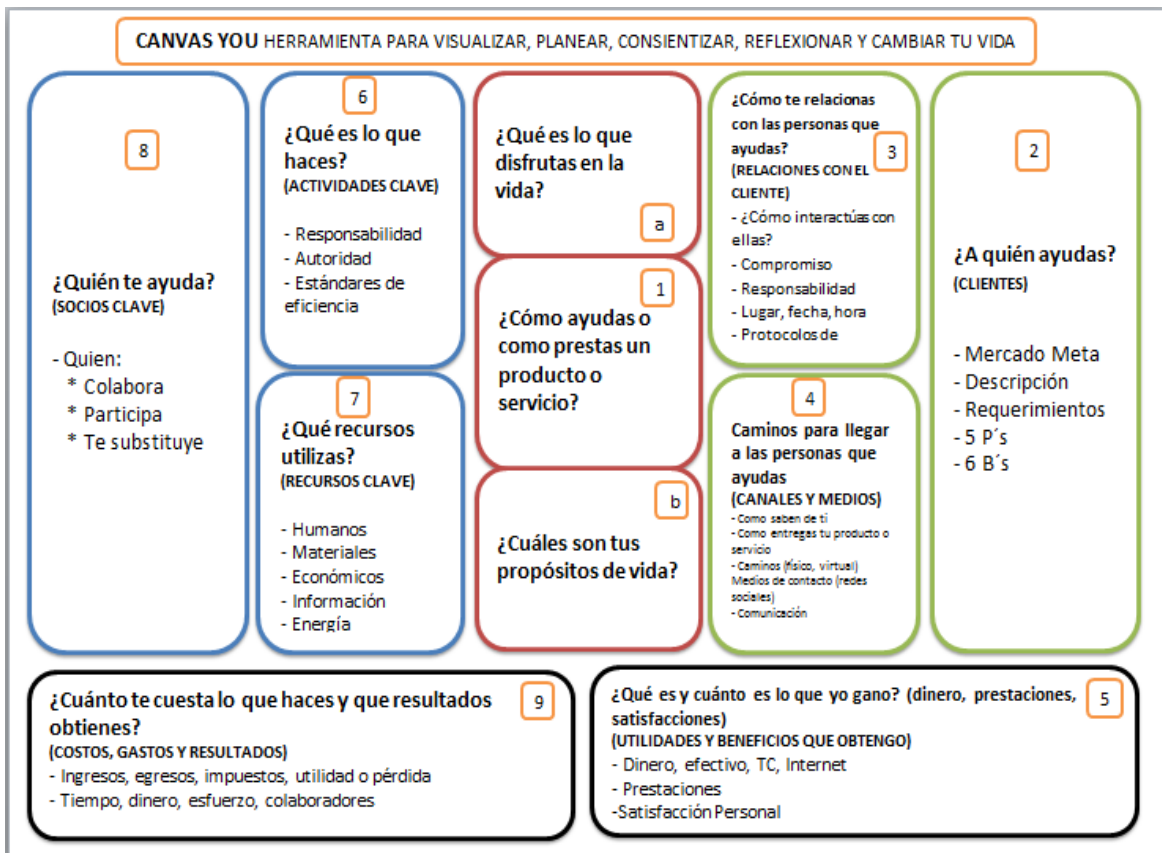 CANVAS YOU HERRAMIENTA PARA VISUALIZAR, PLANEAR, CONSIENTIZAR, REFLEXIONAR Y CAMBIAR TU VIDA
8
¿Quién te ayuda?
(SOCIOS CLAVE)
- Quien:
* Colabora
* Participa
* Te substituye
6
¿Qué es lo que
haces?
(ACTIVIDADES CLAVE)
- Responsabilidad
- Autoridad
- Estándares de
eficiencia
7
¿Qué recursos
utilizas?
(RECURSOS CLAVE)
- Humanos
- Materiales
- Económicos
- Información
- Energía
¿Qué es lo que
disfrutas en la
vida?
a
1
¿Cómo ayudas o
como prestas un
producto o
servicio?
b
¿Cuáles son tus
propósitos de vida?
¿Cómo te relacionas
con las personas que
ayudas?
3
(RELACIONES CON EL
CLIENTE)
- ¿Cómo interactúas con
ellas?
- Compromiso
- Responsabilidad
- Lugar, fecha, hora
- Protocolos de
4
Caminos para llegar
a las personas que
ayudas
(CANALES Y MEDIOS)
- Como saben de ti
- Como entregas tu producto o
servicio
- Caminos (físico, virtual)
Medios de contacto (redes
sociales)
- Comunicación
2
¿A quién ayudas?
(CLIENTES)
- Mercado Meta
- Descripción
- Requerimientos
- 5 P´s
- 6 B´s
¿Cuánto te cuesta lo que haces y que resultados
obtienes?
9
(COSTOS, GASTOS Y RESULTADOS)
- Ingresos, egresos, impuestos, utilidad o pérdida
- Tiempo, dinero, esfuerzo, colaboradores
¿Qué es y cuánto es lo que yo gano? (dinero, prestaciones,
satisfacciones)
5
(UTILIDADES Y BENEFICIOS QUE OBTENGO)
- Dinero, efectivo, TC, Internet
- Prestaciones
-Satisfacción Personal